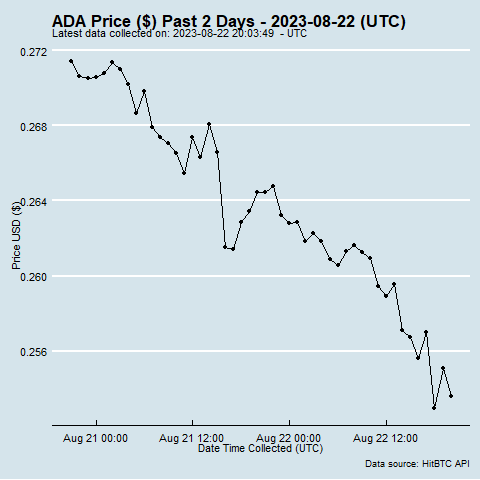 ADA Price ($) Past 2 Days - 2023-08-22 (UTC)
Latest data collected on: 2023-08-22 20:03:49 - UTC
0.272
0.268
0.264
0.260
0.256
Price USD ($)
Aug 21 00:00 Aug 21 12:00 Aug 22 00:00 Aug 22 12:00
Date Time Collected (UTC)
Data source: HitBTC API